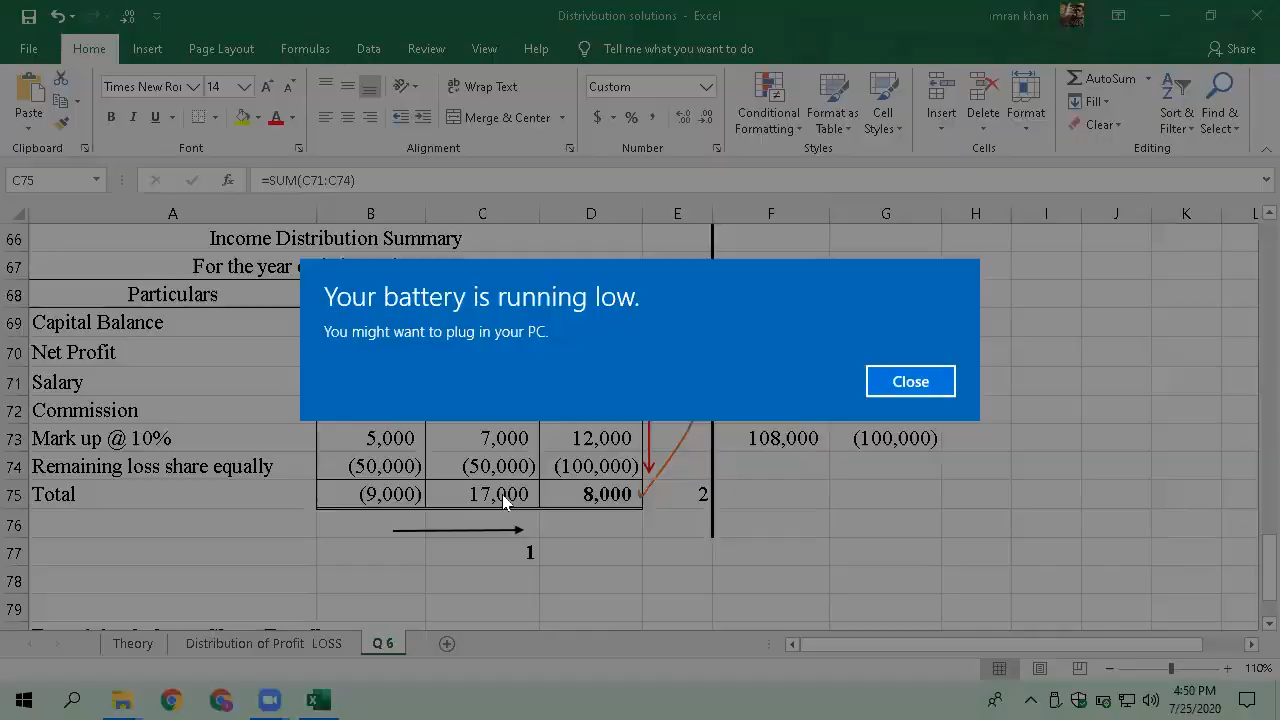 Distrivbution solutions - Excel
imran khan
File Home Insert Page Layout Formulas Data Review View Help Tell me what you want to do Share
Times New Roi 14 Wrap Text Custom AutoSum
Paste B I U Merge & Center $ % , Conditional Formatting Format as Table Cell Styles Insert Delete Format Fill Clear Sort & Filter Find & Select
Clipboard Font Alignment Number Styles Cells Editing
C75 fx =SUM(C71:C74)
A B C D E F G H I J K L
66 Income Distribution Summary
67 For the year
68 Particulars
69 Capital Balance
70 Net Profit
71 Salary
72 Commission
Your battery is running low.
You might want to plug in your PC.
Close
73 Mark up @ 10% 5,000 7,000 12,000 108,000 (100,000)
74 Remaining loss share equally (50,000) (50,000) (100,000)
75 Total (9,000) 17,000 8,000 2
76
77 1
78
79
Theory Distribution of Profit LOSS Q 6
110%
4:50 PM
7/25/2020